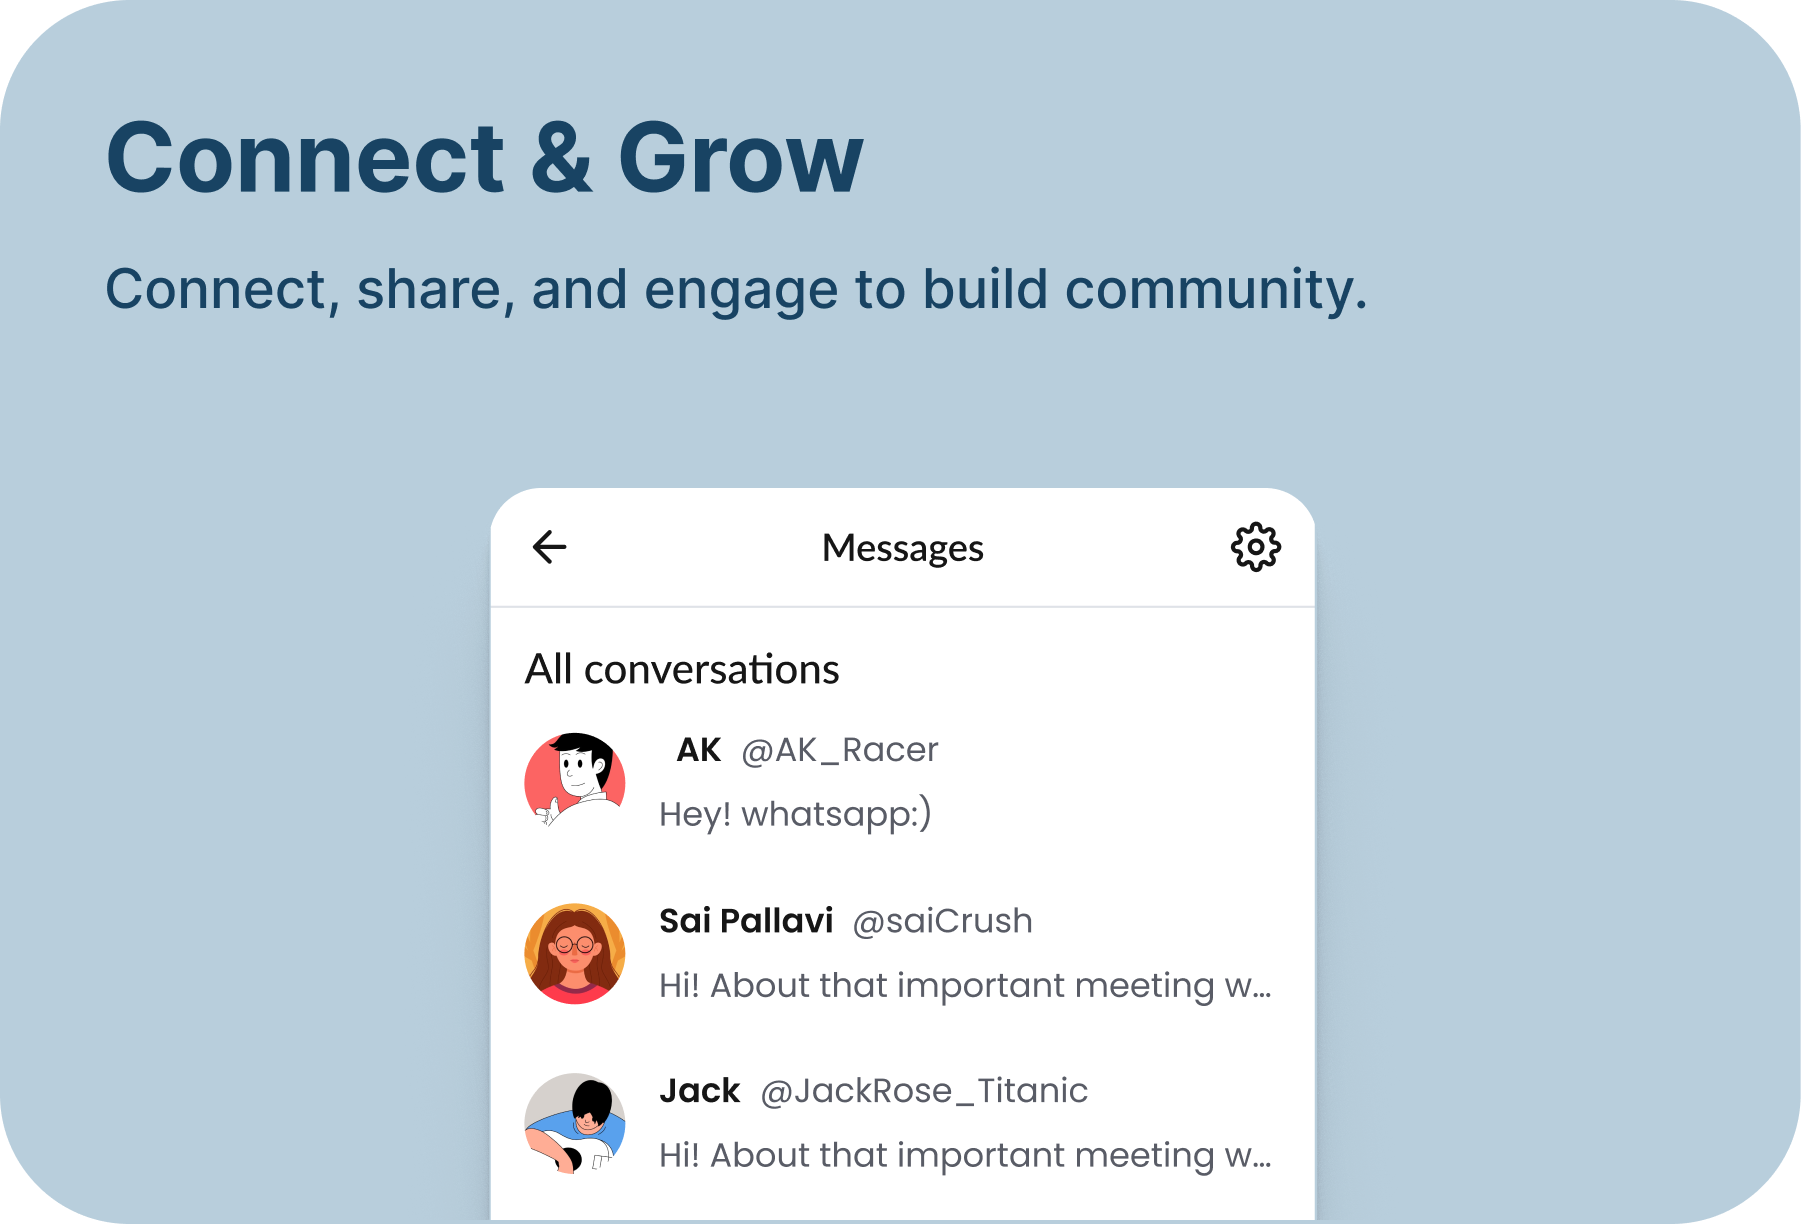 Connect & Grow
Connect, share, and engage to build community.
Messages
All conversations
AK @AK_Racer
Hey! whatsapp:)
Sai Pallavi @saiCrush
Hi! About that important meeting w...
Jack @JackRose_Titanic
Hi! About that important meeting w...